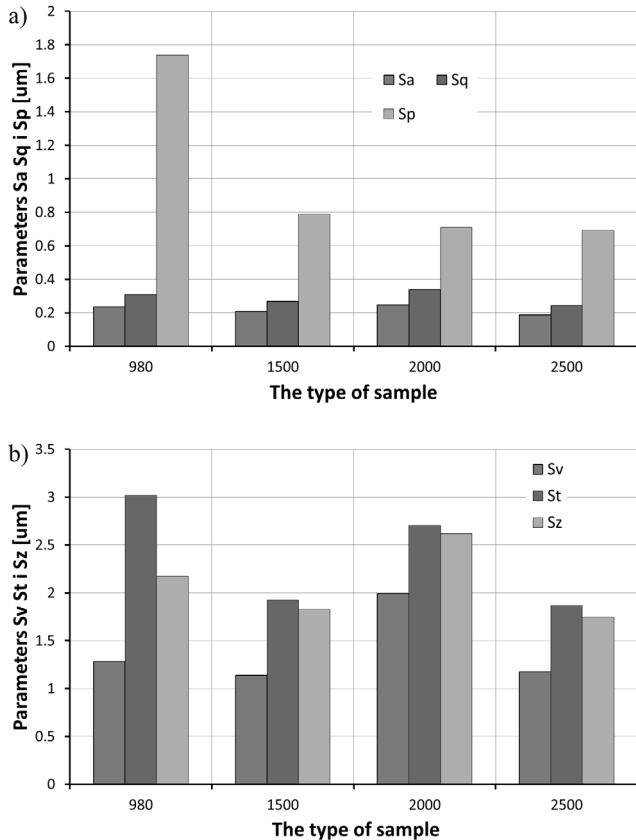 a)
2
1.8
1.6
1.4
1.2
1
0.8
0.6
0.4
0.2
0
Parameters Sa Sq i Sp [um]
Sa Sq
Sp
980 1500 2000 2500
The type of sample
b)
3.5
3
2.5
2
1.5
1
0.5
0
Parameters Sv St i Sz [um]
Sv
St
Sz
980 1500 2000 2500
The type of sample